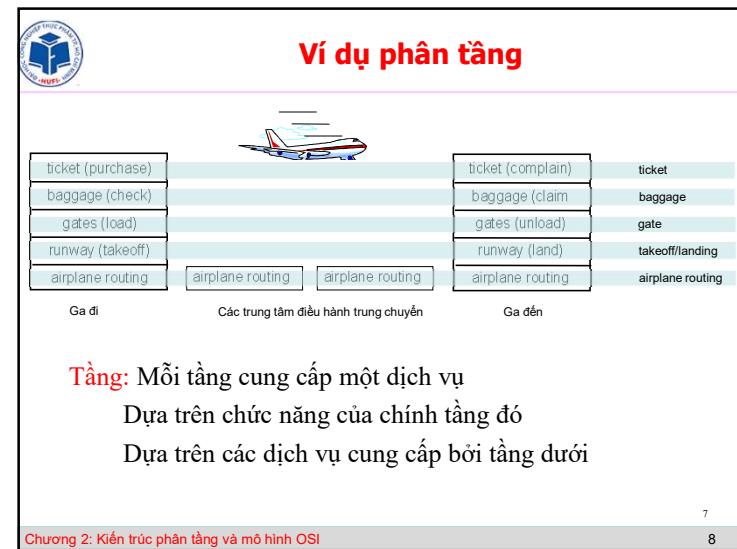 Ví dụ phân tầng
ticket (purchase)
ticket (complain)
ticket
baggage (check)
baggage (claim
baggage
gates (load)
gates (unload)
gate
runway (takeoff)
runway (land)
takeoff/landing
airplane routing
airplane routing
airplane routing
airplane routing
airplane routing
Ga đi
Các trung tâm điều hành trung chuyển
Ga đến
Tầng: Mỗi tầng cung cấp một dịch vụ
Dựa trên chức năng của chính tầng đó
Dựa trên các dịch vụ cung cấp bởi tầng dưới
7
Chương 2: Kiến trúc phân tầng và mô hình OSI
8